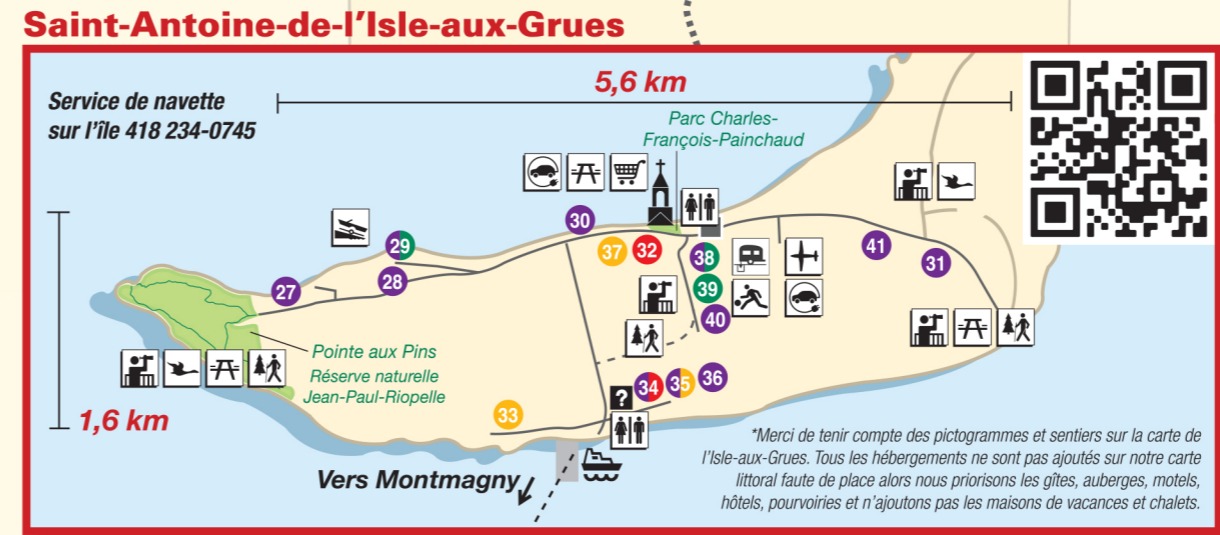 Saint-Antoine-de-l'Isle-aux-Grues
Service de navette
sur l'île 418 234-0745
5,6 km
Parc Charles-
François-Painchaud
30
29
37
32
38
41
31
27
28
39
40
Pointe aux Pins
Réserve naturelle
Jean-Paul-Riopelle
34
35
36
?
33
1,6 km
Vers Montmagny
*Merci de tenir compte des pictogrammes et sentiers sur la carte de
l'Isle-aux-Grues. Tous les hébergements ne sont pas ajoutés sur notre carte
littoral faute de place alors nous priorisons les gîtes, auberges, motels,
hôtels, pourvoiries et n'ajoutons pas les maisons de vacances et chalets.